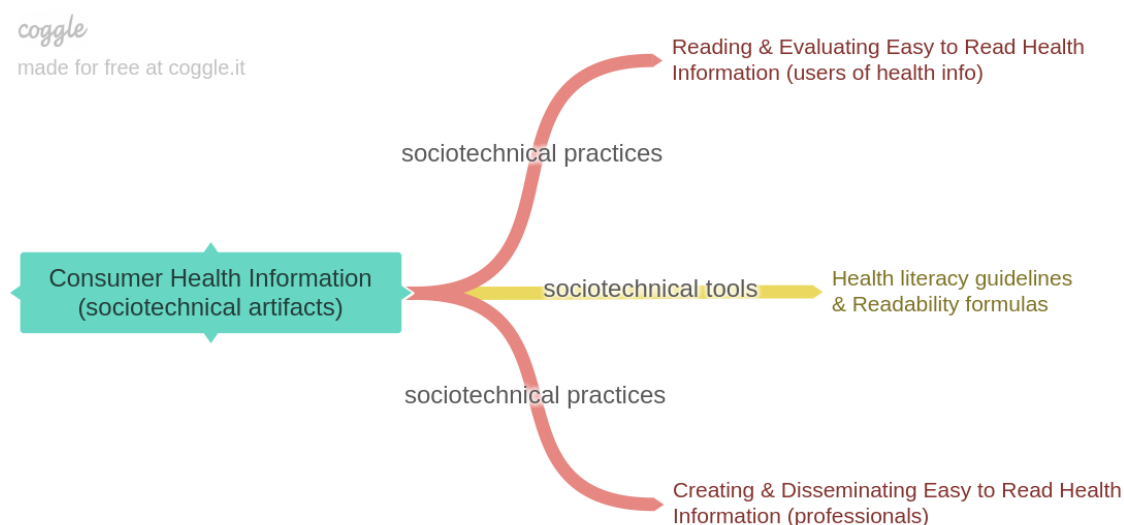 coggle
made for free at coggle.it
Reading & Evaluating Easy to Read Health
Information (users of health info)
sociotechnical practices
Consumer Health Information
(sociotechnical artifacts)
sociotechnical tools
Health literacy guidelines
& Readability formulas
sociotechnical practices
Creating & Disseminating Easy to Read Health
Information (professionals)